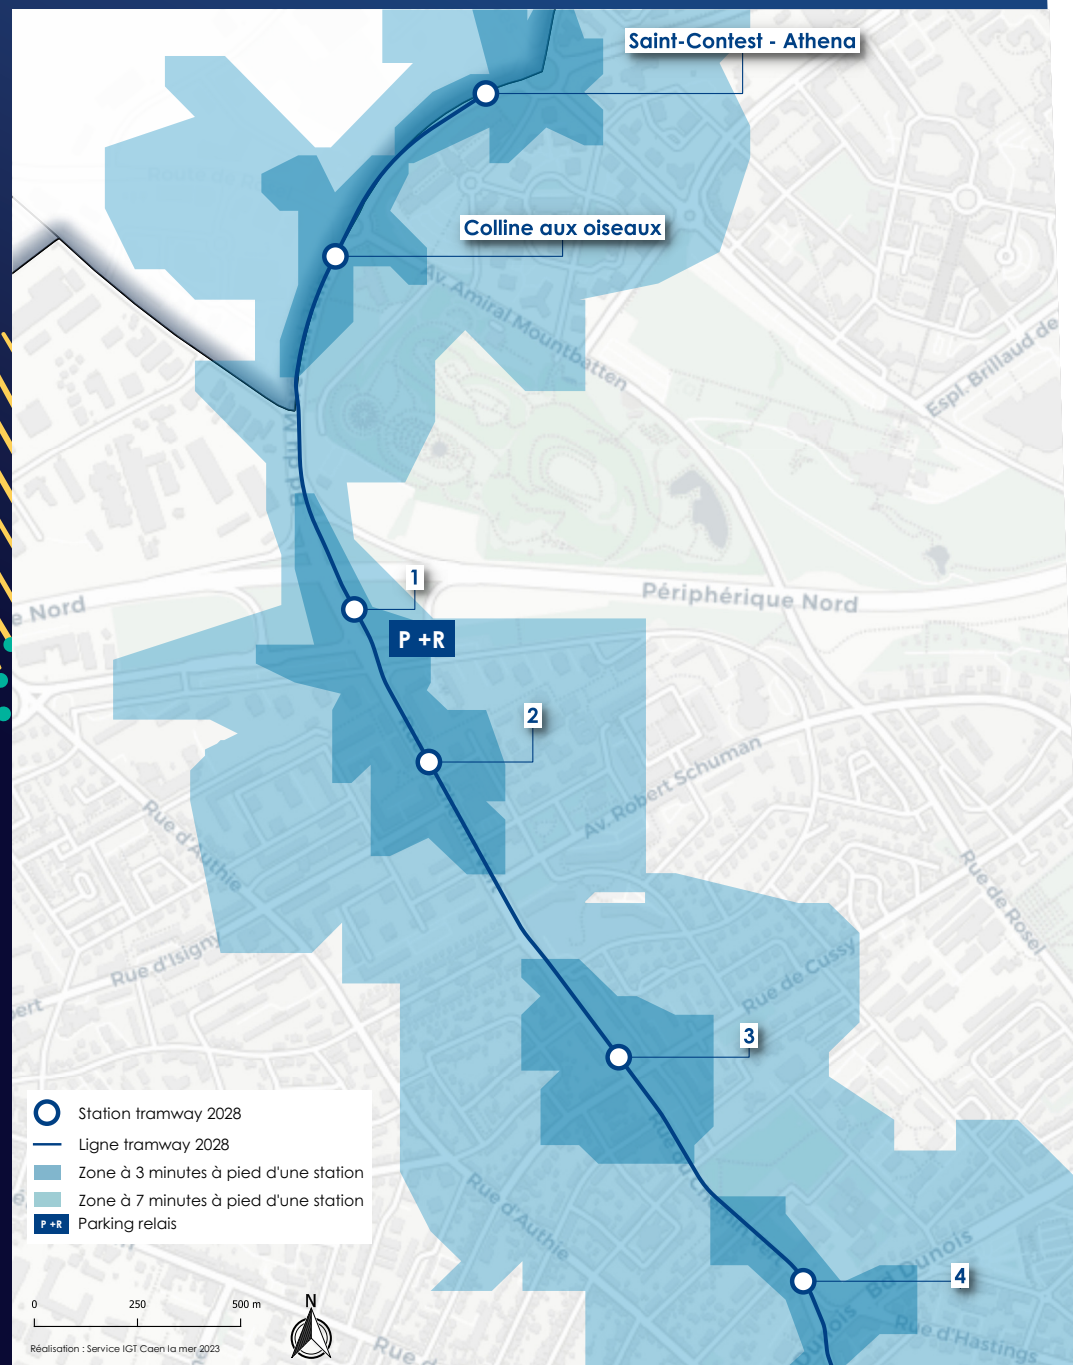 Saint-Contest - Athena
Colline aux oiseaux
Av. Amiral Mountbatten
Espl. Brillaud de
1
Périphérique Nord
e Nord
P +R
2
Av. Robert Schuman
Rue d'Authie
Rue de Rosel
Rue d'Isigny
Rue de Cussy
3
Station tramway 2028
Ligne tramway 2028
Zone à 3 minutes à pied d'une station
Zone à 7 minutes à pied d'une station
P +R Parking relais
Rue d'Authie
Bd Dunois
4
Rue d'Hastings
0 250 500 m
N
Réalisation : Service IGT Caen la mer 2023